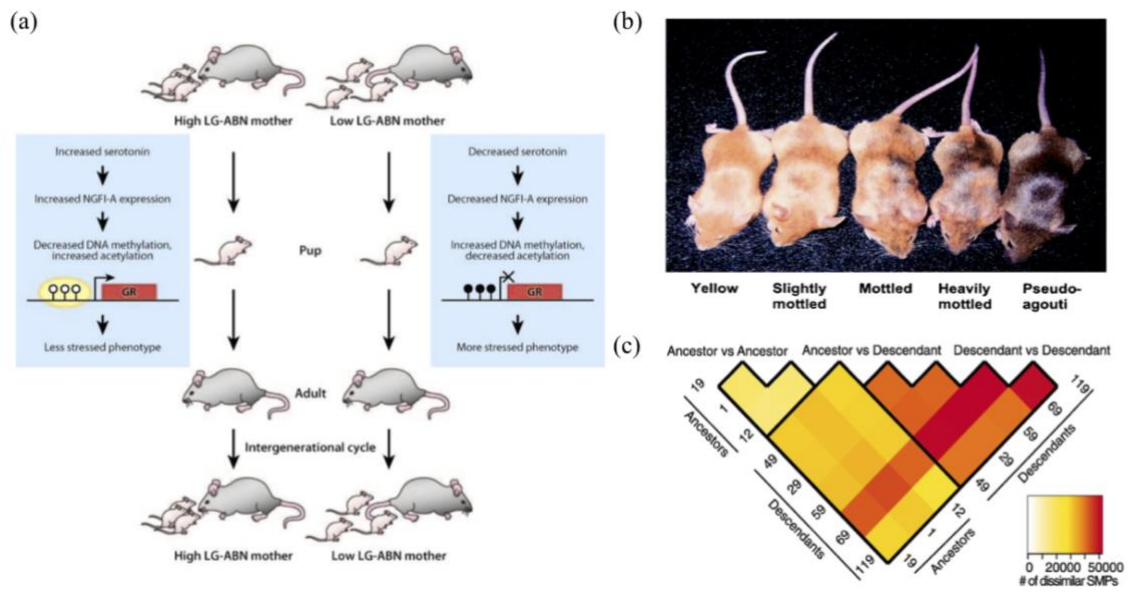 (a)
High LG-ABN mother
Low LG-ABN mother
Increased serotonin
Increased NGFI-A expression
Decreased DNA methylation,
increased acetylation
GR
Less stressed phenotype
Pup
Decreased serotonin
Decreased NGFI-A expression
Increased DNA methylation,
decreased acetylation
GR
More stressed phenotype
Adult
Intergenerational cycle
High LG-ABN mother
Low LG-ABN mother
(b)
Yellow
Slightly
mottled
Mottled
Heavily
mottled
Pseudo-
agouti
(c)
Ancestor vs Ancestor
Ancestor vs Descendant
Descendant vs Descendant
19
1
12
Ancestors
49
29
59
69
119
Descendants
119
69
59
29
49
Descendants
12
1
19
Ancestors
0
20000
50000
# of dissimilar SMPs